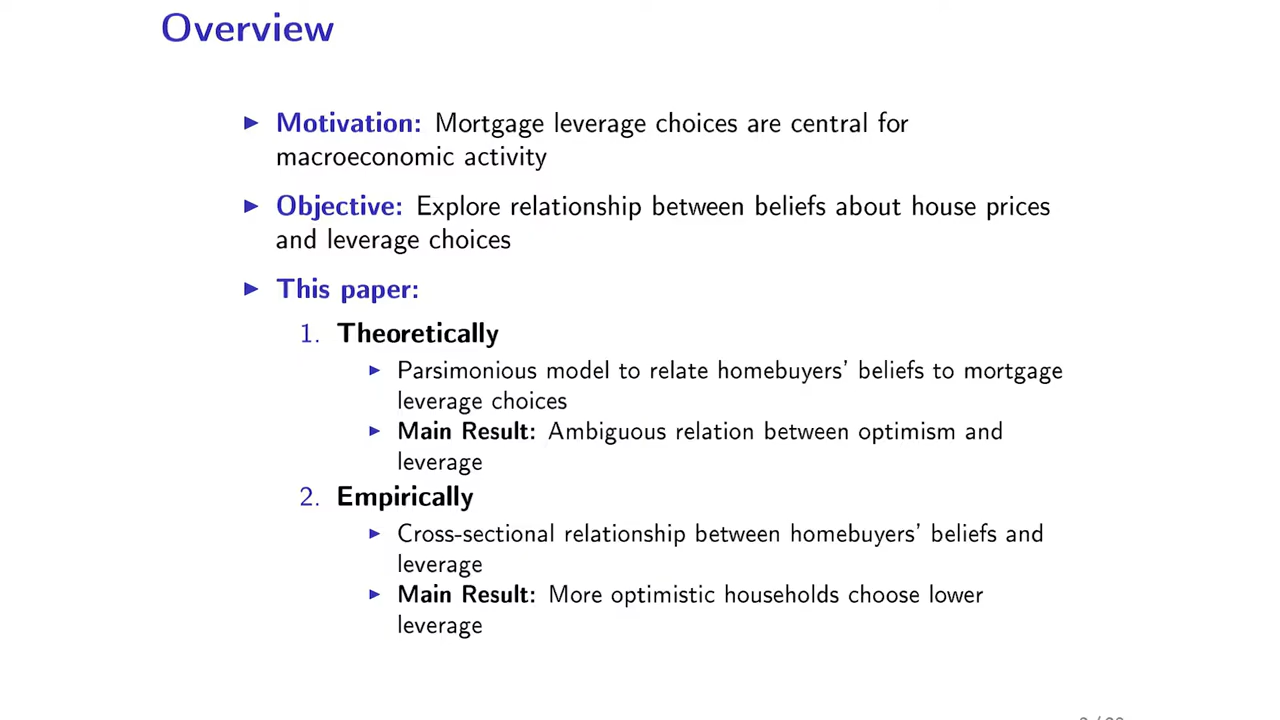 Overview
Motivation: Mortgage leverage choices are central for
macroeconomic activity
Objective: Explore relationship between beliefs about house prices
and leverage choices
This paper:
1. Theoretically
Parsimonious model to relate homebuyers' beliefs to mortgage
leverage choices
Main Result: Ambiguous relation between optimism and
leverage
2. Empirically
Cross-sectional relationship between homebuyers' beliefs and
leverage
Main Result: More optimistic households choose lower
leverage